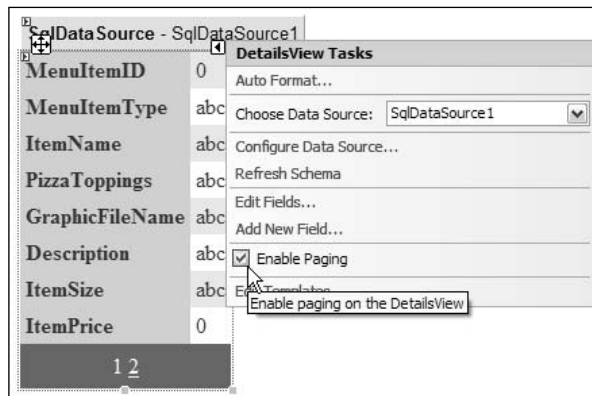 SqlDataSource - SqlDataSource1
MenuItemID 0
MenuItemType abc
ItemName abc
PizzaToppings abc
GraphicFileName abc
Description abc
ItemSize abc
ItemPrice 0
1 2
DetailsView Tasks
Auto Format...
Choose Data Source: SqlDataSource1
Configure Data Source...
Refresh Schema
Edit Fields...
Add New Field...
Enable Paging
Templates
Enable paging on the DetailsView